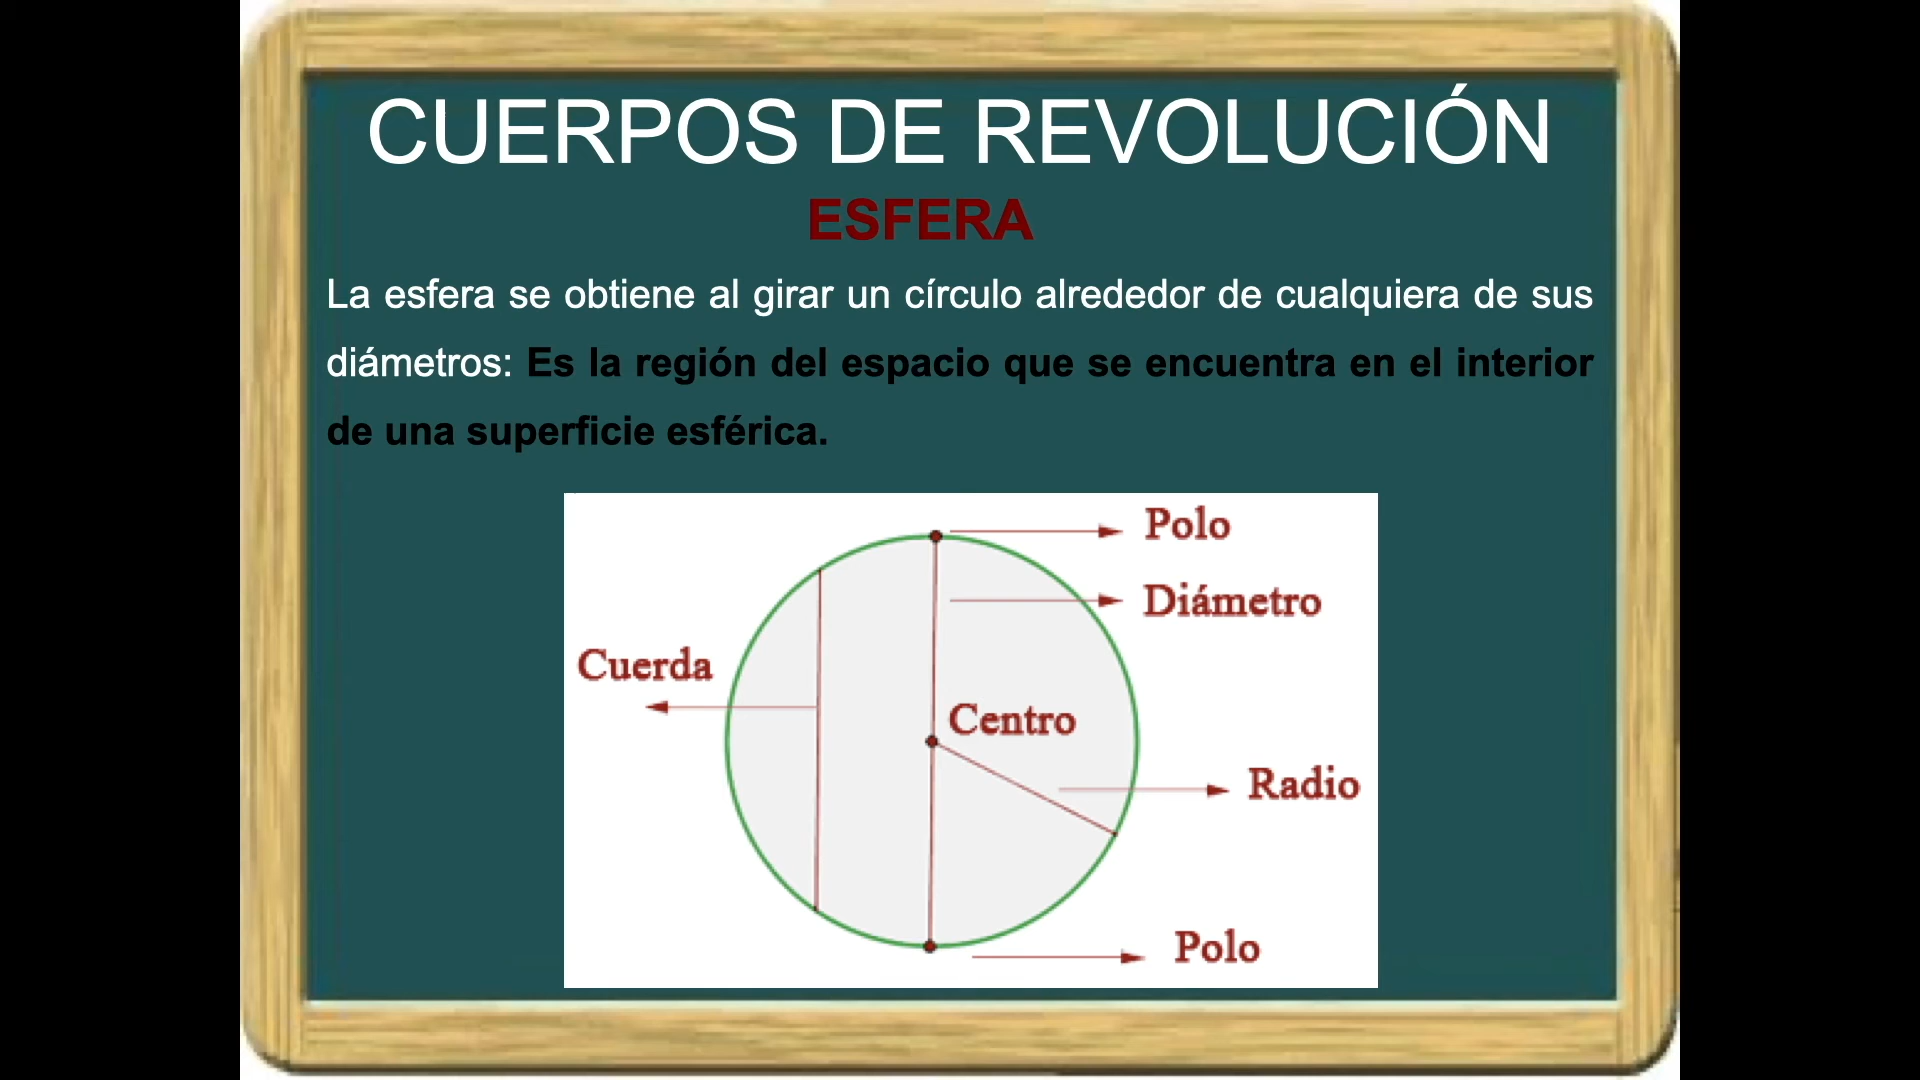 CUERPOS DE REVOLUCIÓN
ESFERA
La esfera se obtiene al girar un círculo alrededor de cualquiera de sus
diámetros: Es la región del espacio que se encuentra en el interior
de una superficie esférica.
Polo
Diámetro
Cuerda
Centro
Radio
Polo